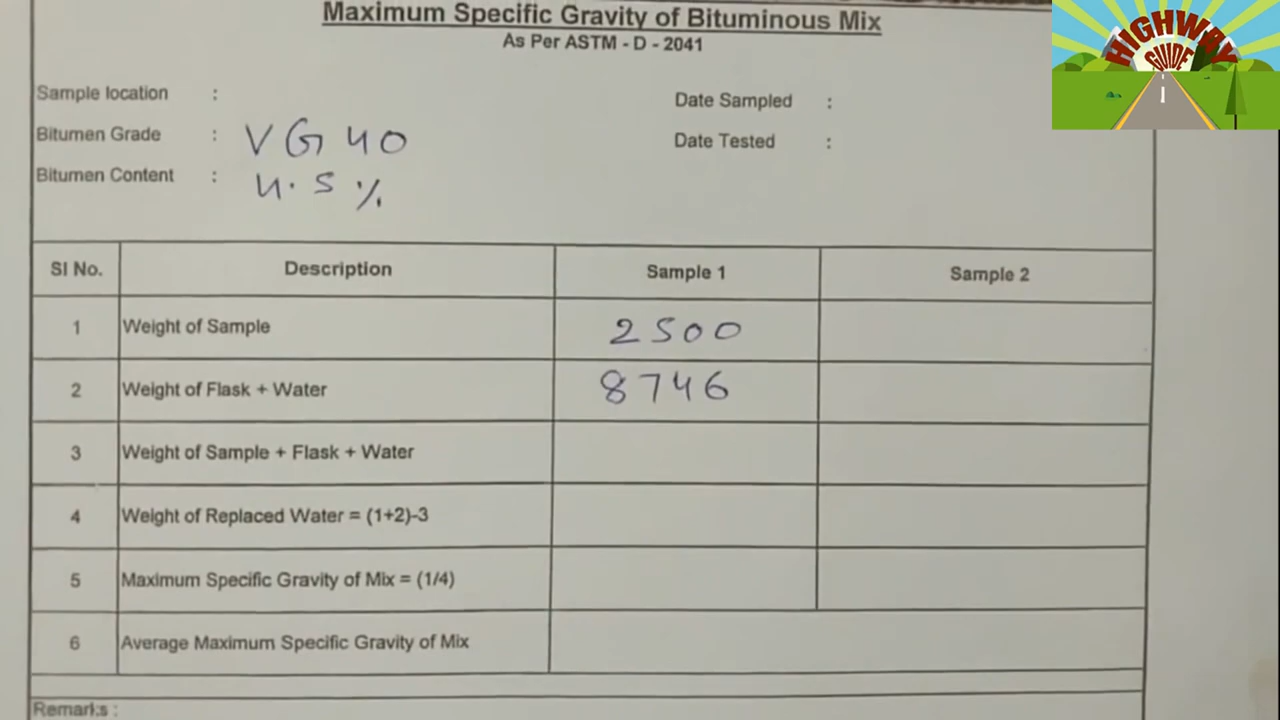 Maximum Specific Gravity of Bituminous Mix
As Per ASTM - D - 2041
HIGHWAY
GUIDE
Sample location :
Date Sampled :
Bitumen Grade : VG 40
Date Tested :
Bitumen Content : 4.5 %
SI No. Description Sample 1 Sample 2
1 Weight of Sample 2500
2 Weight of Flask + Water 8746
3 Weight of Sample + Flask + Water
4 Weight of Replaced Water = (1+2)-3
5 Maximum Specific Gravity of Mix = (1/4)
6 Average Maximum Specific Gravity of Mix
Remarks :